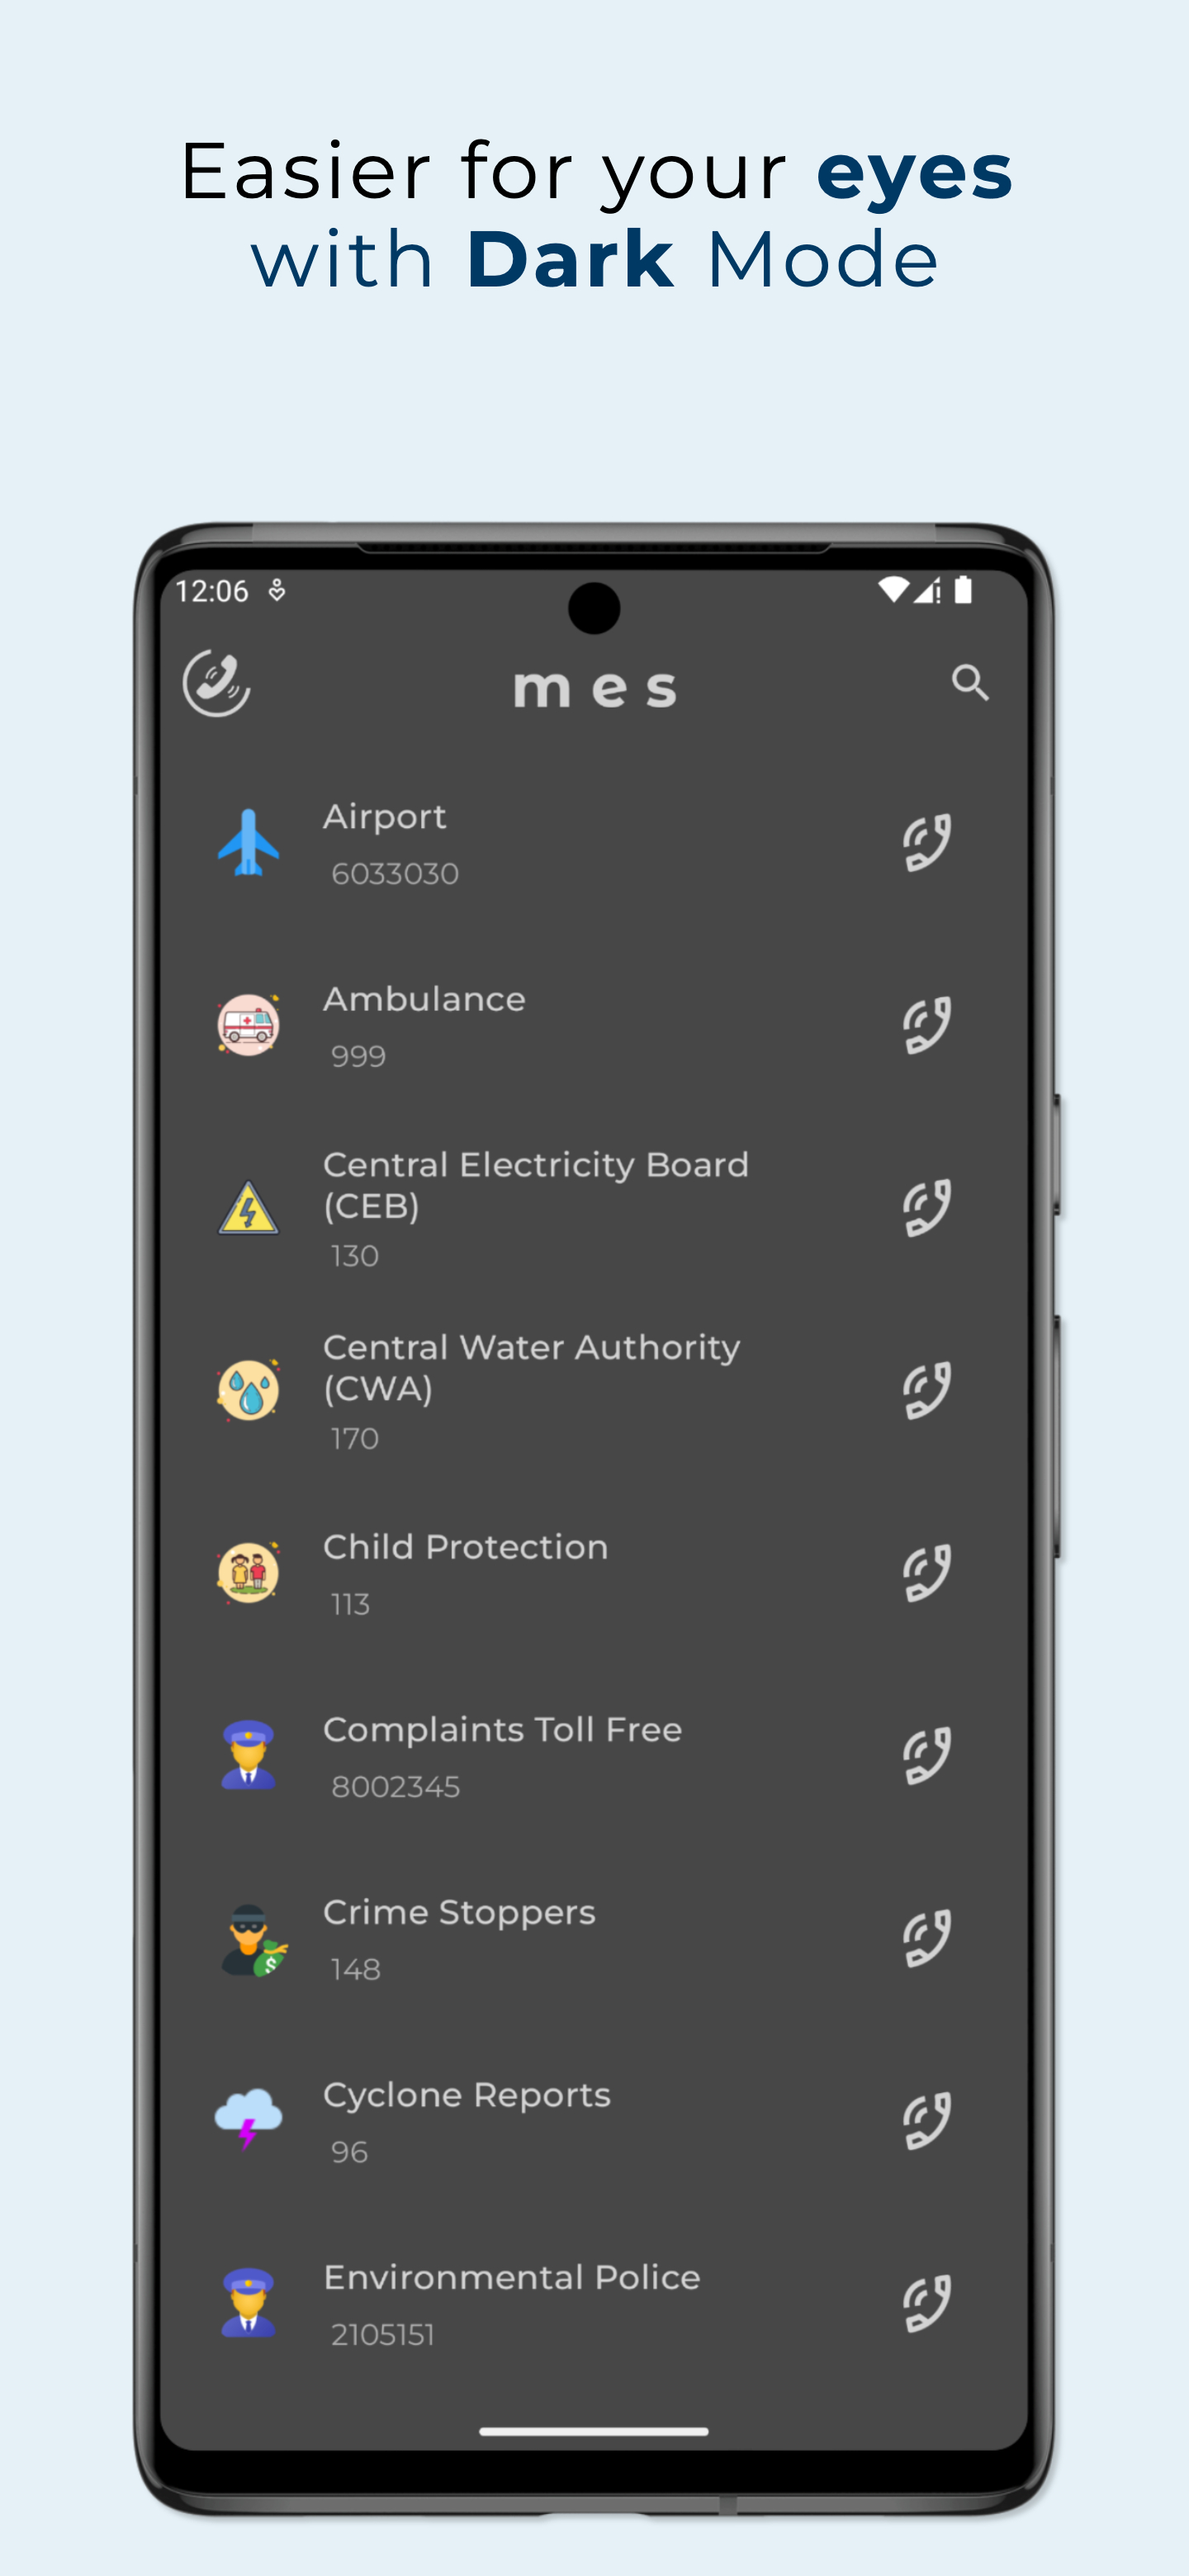 Easier for your eyes
with Dark Mode
12:06
mes
Airport
6033030
Ambulance
999
Central Electricity Board
(CEB)
130
Central Water Authority
(CWA)
170
Child Protection
113
Complaints Toll Free
8002345
Crime Stoppers
148
Cyclone Reports
96
Environmental Police
2105151